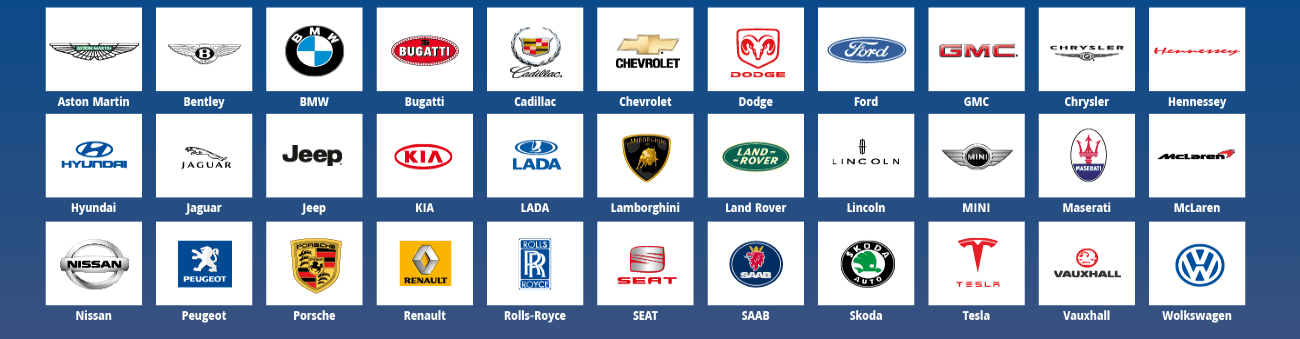 ASTON MARTIN
B
BMW
BUGATTI
Cadillac.
CHEVROLET
DODGE
Ford
GMC
CHRYSLER
Hennessey
Aston Martin
Bentley
BMW
Bugatti
Cadillac
Chevrolet
Dodge
Ford
GMC
Chrysler
Hennessey
HYUNDAI
JAGUAR
Jeep
KIA
LADA
LAMBORGHINI
LAND-
-ROVER
LINCOLN
MINI
MASERATI
McLaren
Hyundai
Jaguar
Jeep
KIA
LADA
Lamborghini
Land Rover
Lincoln
MINI
Maserati
McLaren
NISSAN
PEUGEOT
PORSCHE
RENAULT
ROLLS
RR
ROYCE
SEAT
SAAB
ŠKODA
AUTO
TESLA
VAUXHALL
VW
Nissan
Peugeot
Porsche
Renault
Rolls-Royce
SEAT
SAAB
Skoda
Tesla
Vauxhall
Wolkswagen